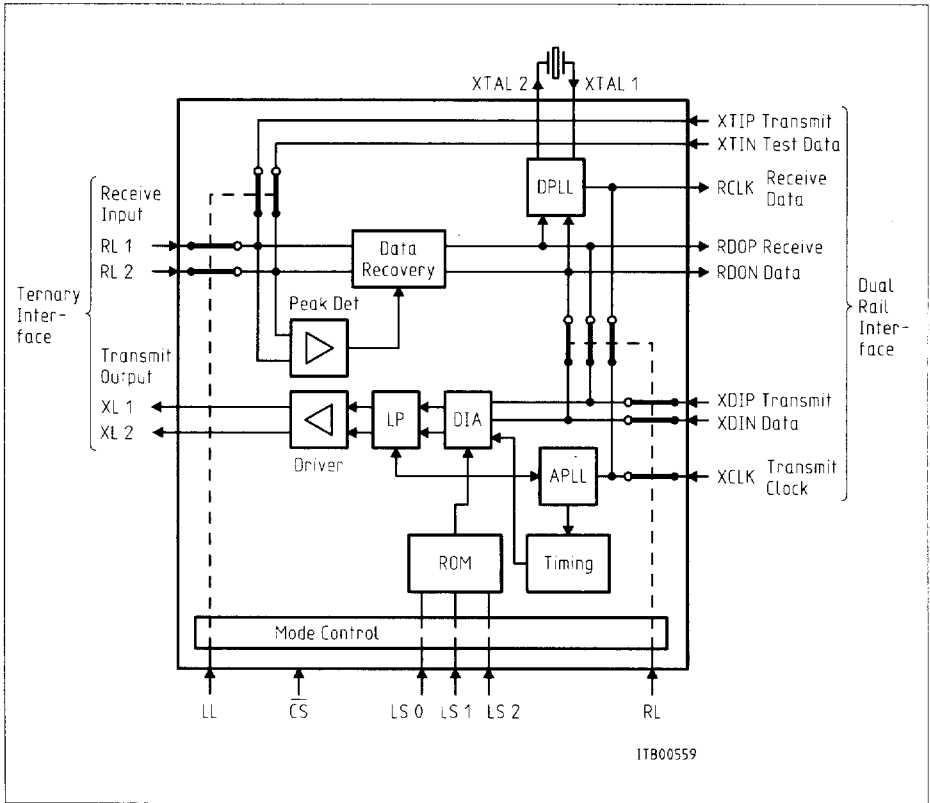 XTAL 2
XTAL 1
XTIP Transmit
XTIN Test Data
Receive
Input
DPLL
RCLK Receive
Data
RL 1
RL 2
Data
Recovery
RDOP Receive
RDON Data
Ternary
Inter-
face
Peak Det
Dual
Rail
Inter-
face
Transmit
Output
XL 1
XL 2
LP
DIA
XDIP Transmit
XDIN Data
Driver
APLL
XCLK Transmit
Clock
ROM
Timing
Mode Control
LL
CS
LS 0
LS 1
LS 2
RL
ITB00559